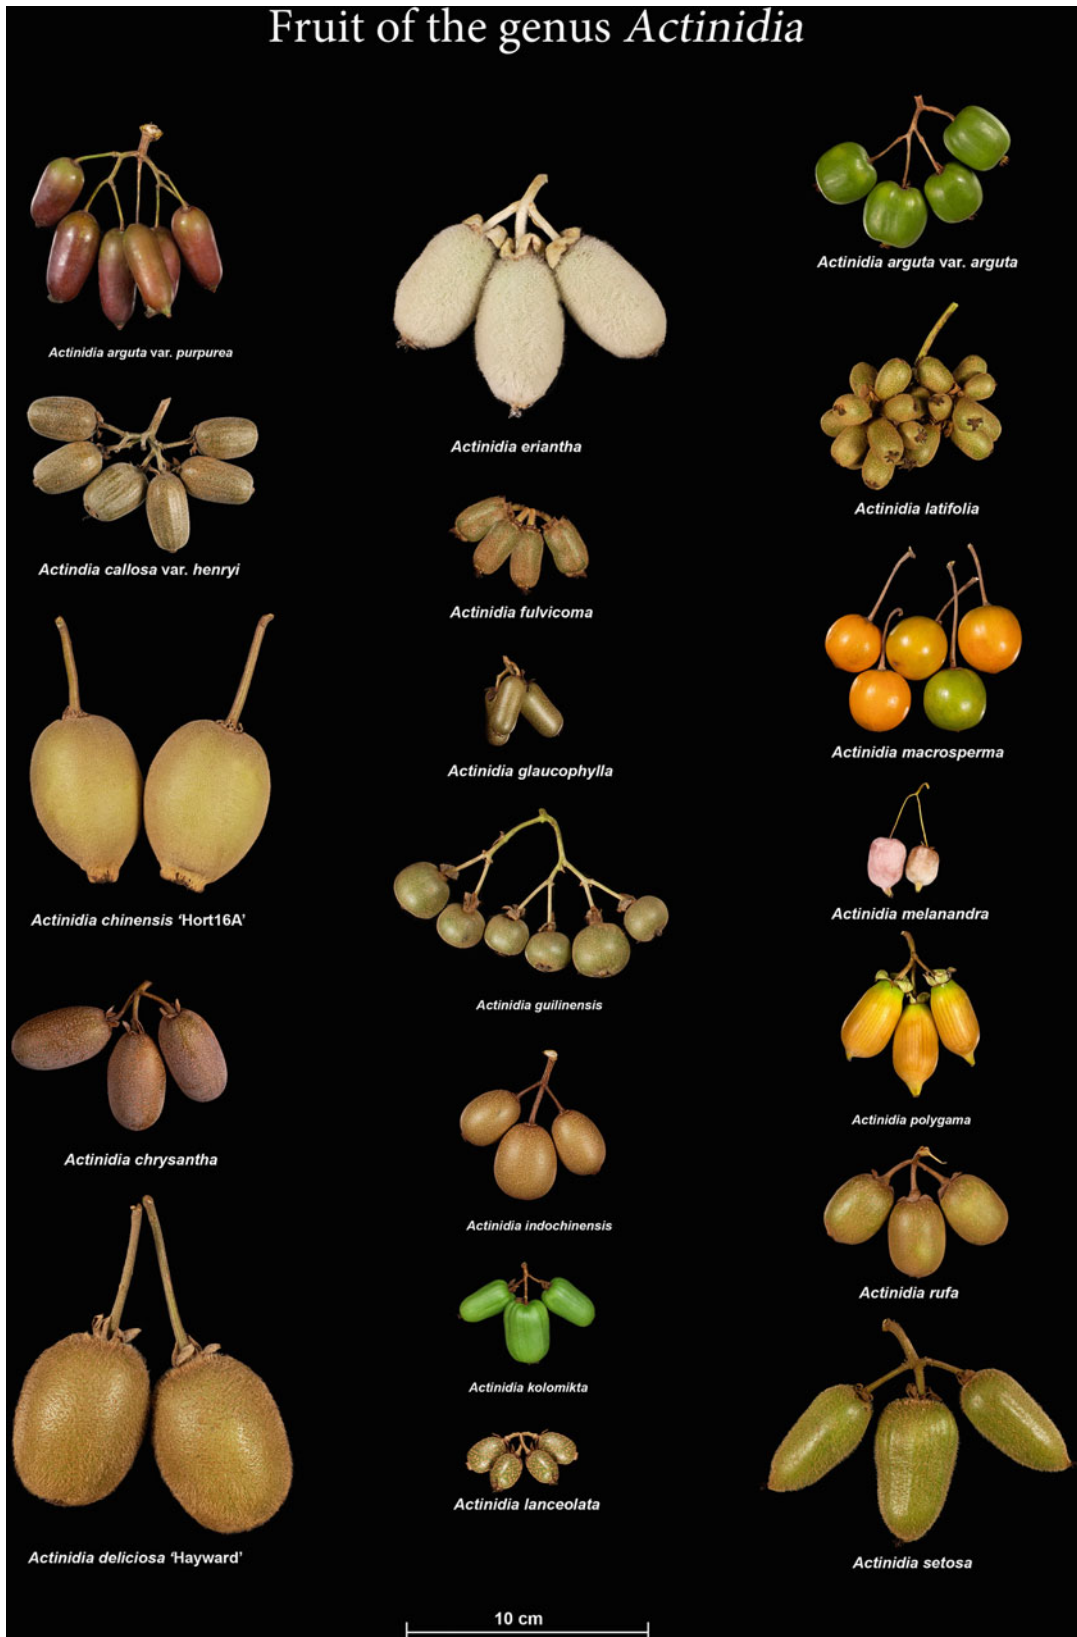 Fruit of the genus Actinidia
Actinidia arguta var. purpurea
Actindia callosa var. henryi
Actinidia chinensis ‘Hort16A’
Actinidia chrysantha
Actinidia deliciosa ‘Hayward’
Actinidia eriantha
Actinidia fulvicoma
Actinidia glaucophylla
Actinidia guilinensis
Actinidia indochinensis
Actinidia kolomikta
Actinidia lanceolata
10 cm
Actinidia arguta var. arguta
Actinidia latifolia
Actinidia macrosperma
Actinidia melanandra
Actinidia polygama
Actinidia rufa
Actinidia setosa